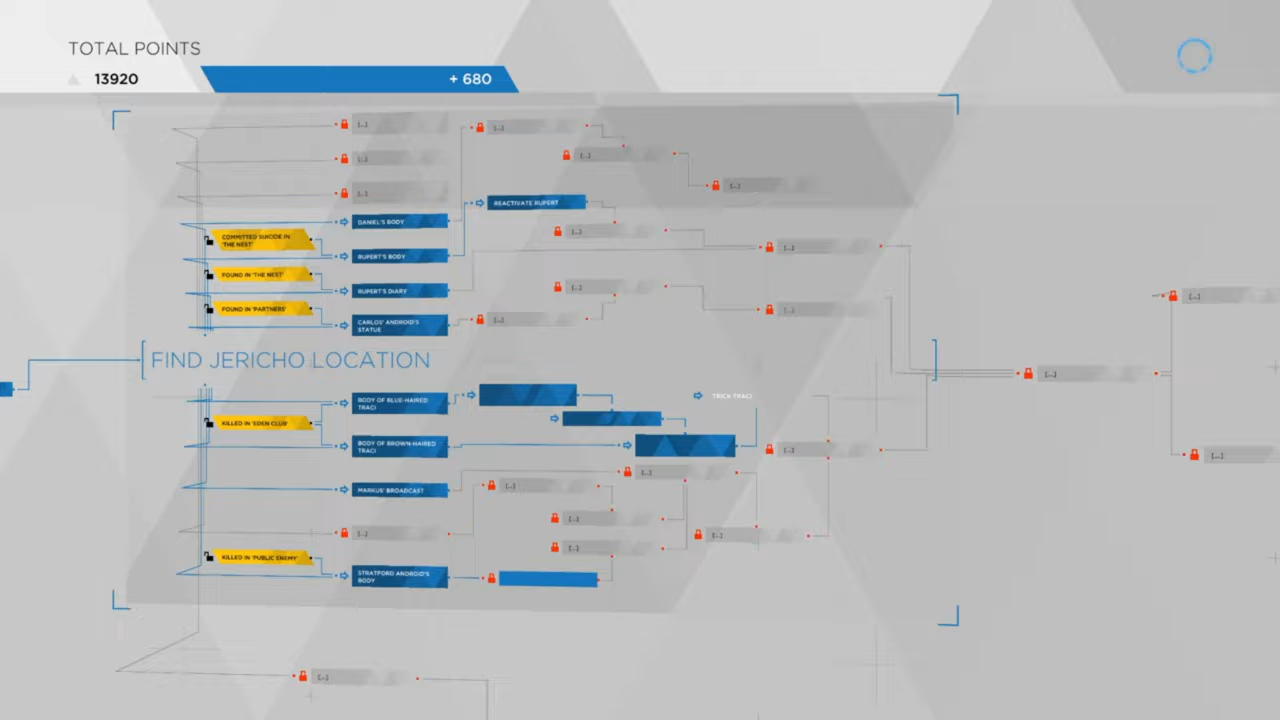 TOTAL POINTS
13920
+ 680
[...]
[...]
[...]
[...]
[...]
[...]
REACTIVATE RUPERT
DANIEL'S BODY
[...]
COMMITTED SUICIDE IN
'THE NEST'
[...]
RUPERT'S BODY
FOUND IN 'THE NEST'
[...]
RUPERT'S DIARY
[...]
FOUND IN 'PARTNERS'
[...]
CARLOS' ANDROID'S
STATUE
[...]
FIND JERICHO LOCATION
[...]
BODY OF BLUE-HAIRED
TRACI
TRICK TRACI
KILLED IN 'EDEN CLUB'
BODY OF BROWN-HAIRED
TRACI
[...]
[...]
[...]
MARKUS' BROADCAST
[...]
[...]
[...]
[...]
[...]
KILLED IN 'PUBLIC ENEMY'
STRATFORD ANDROID'S
BODY
[...]